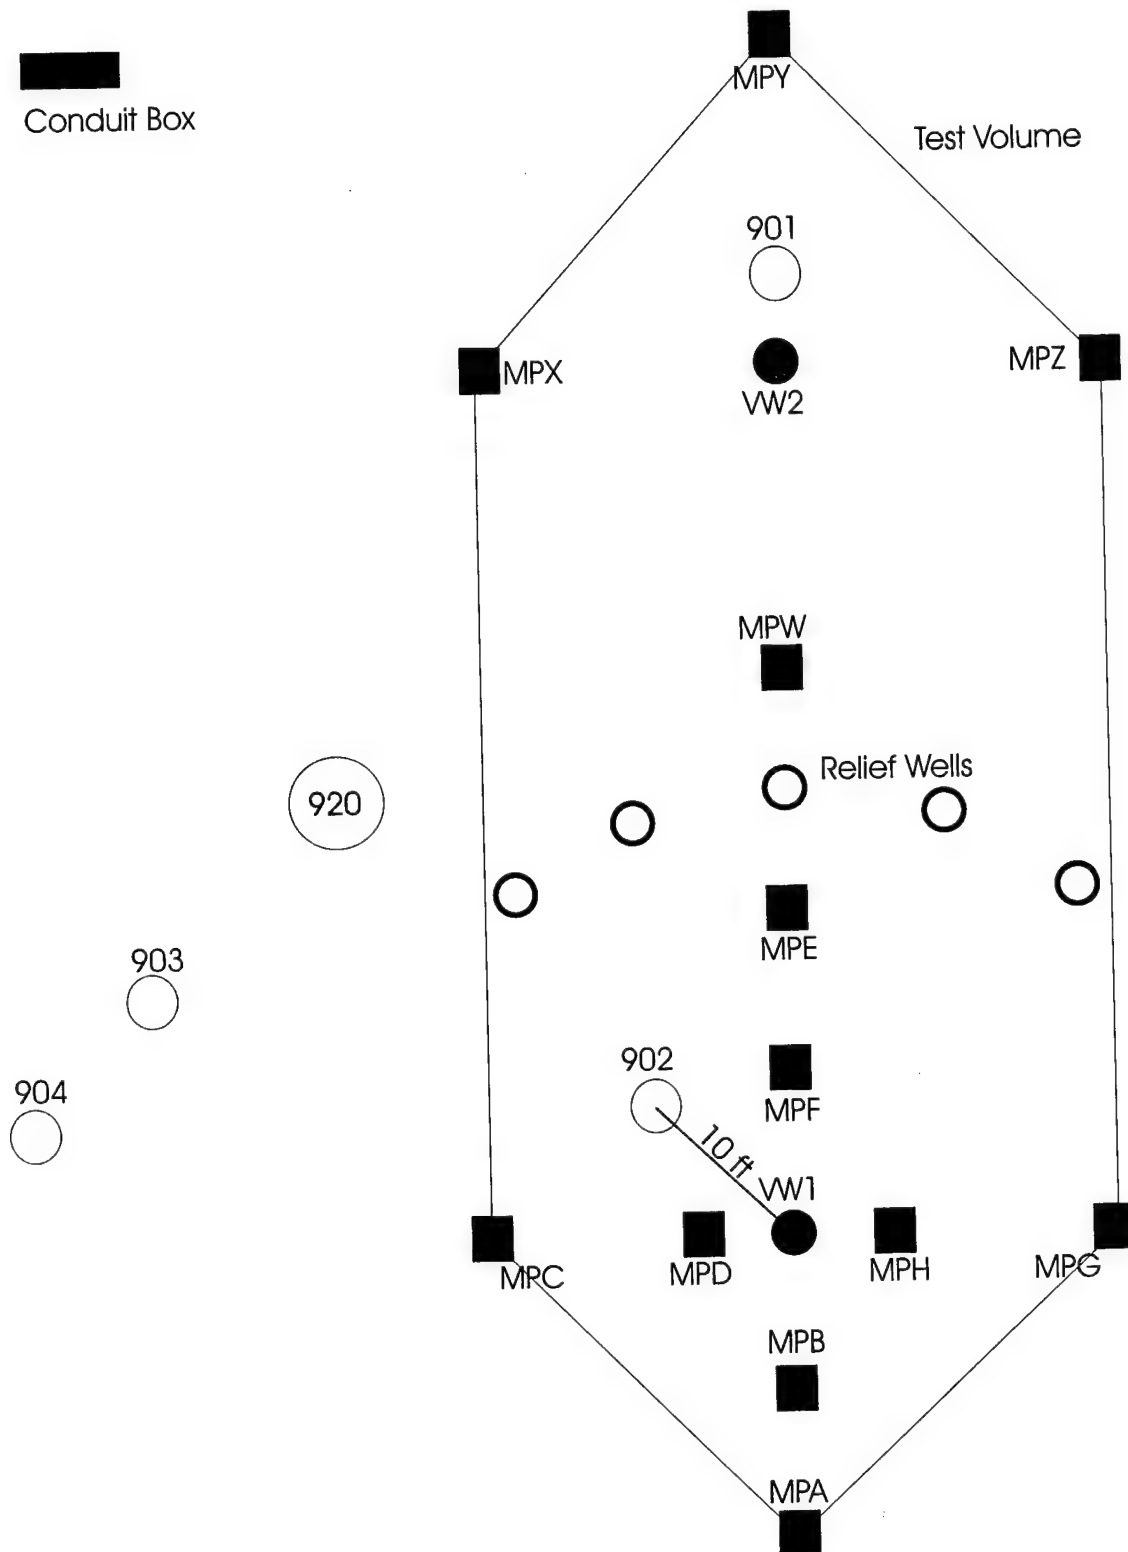 MPY
Conduit Box
Test Volume
901
MPX
MPZ
VW2
MPW
Relief Wells
920
MPE
903
902
904
MPF
10 ft
VW1
MPC
MPD
MPH
MPG
MPB
MPA